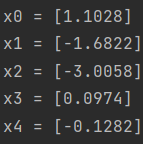 x0 = [1.1028]
x1 = [-1.6822]
x2 = [-3.0058]
x3 = [0.0974]
x4 = [-0.1282]